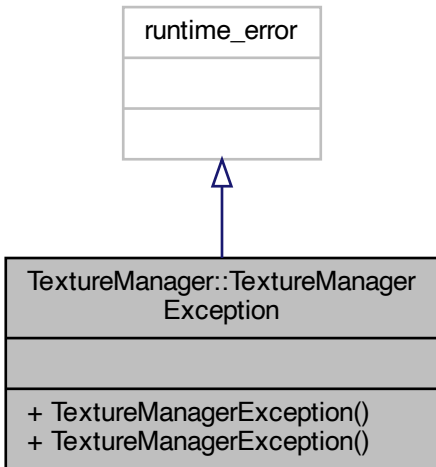 runtime_error
TextureManager::TextureManager
Exception
+ TextureManagerException()
+ TextureManagerException()